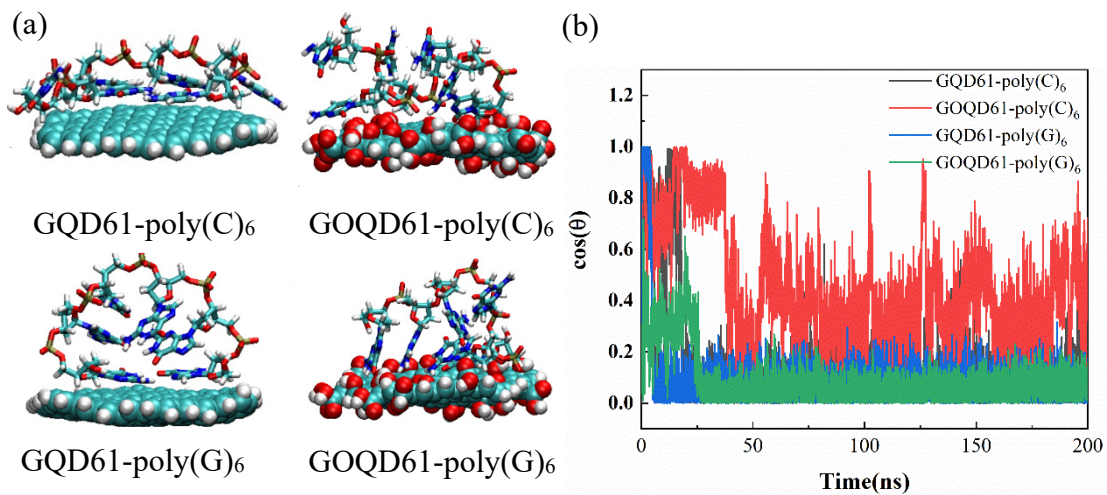 (a)
GQD61-poly(C)6
GOQD61-poly(C)6
GQD61-poly(G)6
GOQD61-poly(G)6
(b)
GQD61-poly(C)6
GOQD61-poly(C)6
GQD61-poly(G)6
GOQD61-poly(G)6
cos(θ)
1.2
1.0
0.8
0.6
0.4
0.2
0.0
0 50 100 150 200
Time(ns)